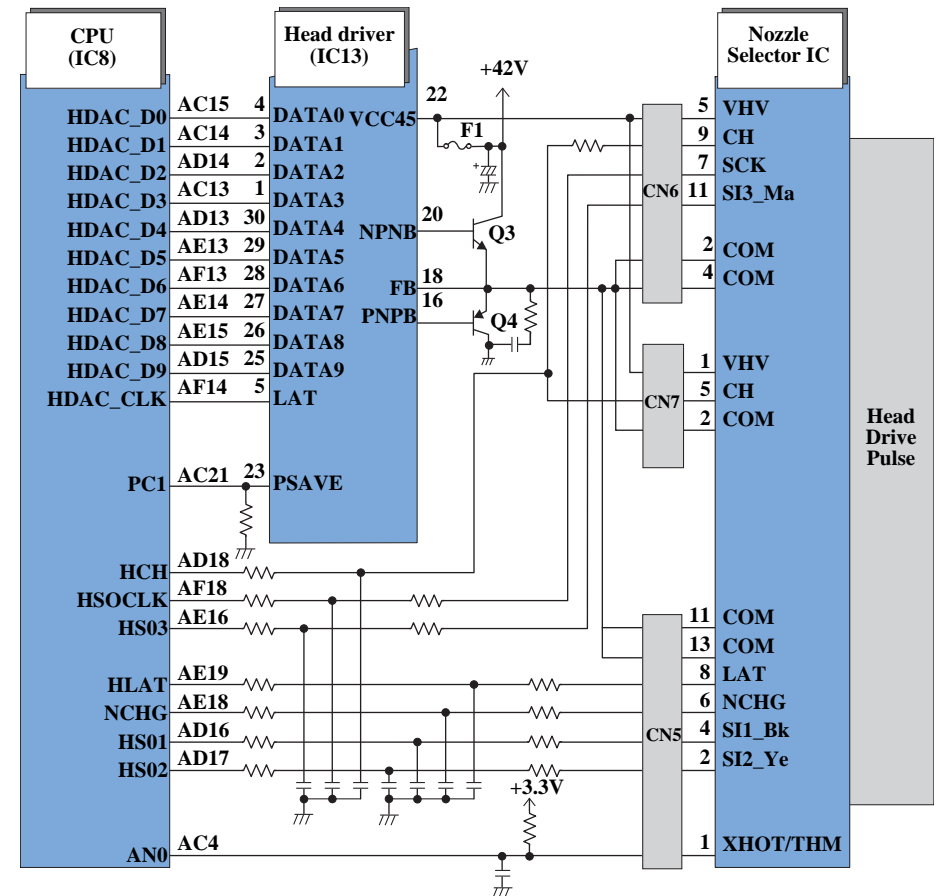 CPU
(IC8)
Head driver
(IC13)
Nozzle
Selector IC
+42V
HDAC_D0 AC15 4 DATA0 VCC45 22 5 VHV
HDAC_D1 AC14 3 DATA1 F1 9 CH
HDAC_D2 AD14 2 DATA2 7 SCK
HDAC_D3 AC13 1 DATA3 CN6 11 SI3_Ma
HDAC_D4 AD13 30 DATA4 NPNB 20 Q3
HDAC_D5 AE13 29 DATA5 2 COM
HDAC_D6 AF13 28 DATA6 FB 18 4 COM
HDAC_D7 AE14 27 DATA7 PNPB 16 Q4
HDAC_D8 AE15 26 DATA8
HDAC_D9 AD15 25 DATA9 1 VHV
HDAC_CLK AF14 5 LAT CN7 5 CH
2 COM
Head
Drive
Pulse
PC1 AC21 23 PSAVE
HCH AD18
HSOCLK AF18
HS03 AE16
11 COM
13 COM
HLAT AE19 8 LAT
NCHG AE18 6 NCHG
HS01 AD16 CN5 4 SI1_Bk
HS02 AD17 2 SI2_Ye
+3.3V
AN0 AC4 1 XHOT/THM